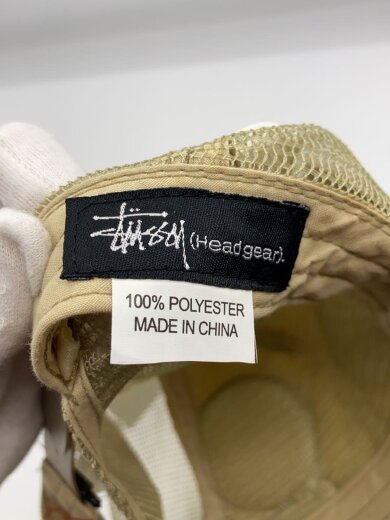 Stüssy (Headgear).
100% POLYESTER
MADE IN CHINA